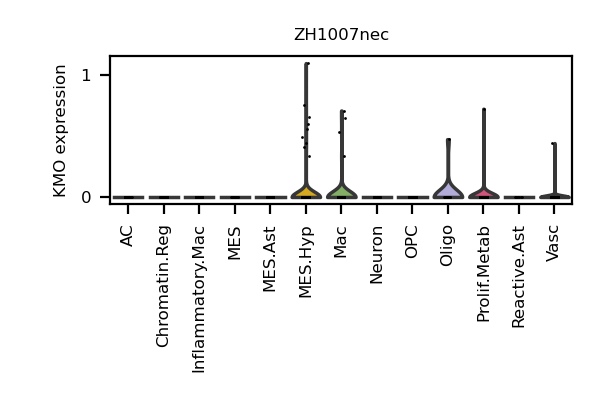 ZH1007nec
KMO expression
1
0
AC
Chromatin.Reg
Inflammatory.Mac
MES
MES.Ast
MES.Hyp
Mac
Neuron
OPC
Oligo
Prolif.Metab
Reactive.Ast
Vasc